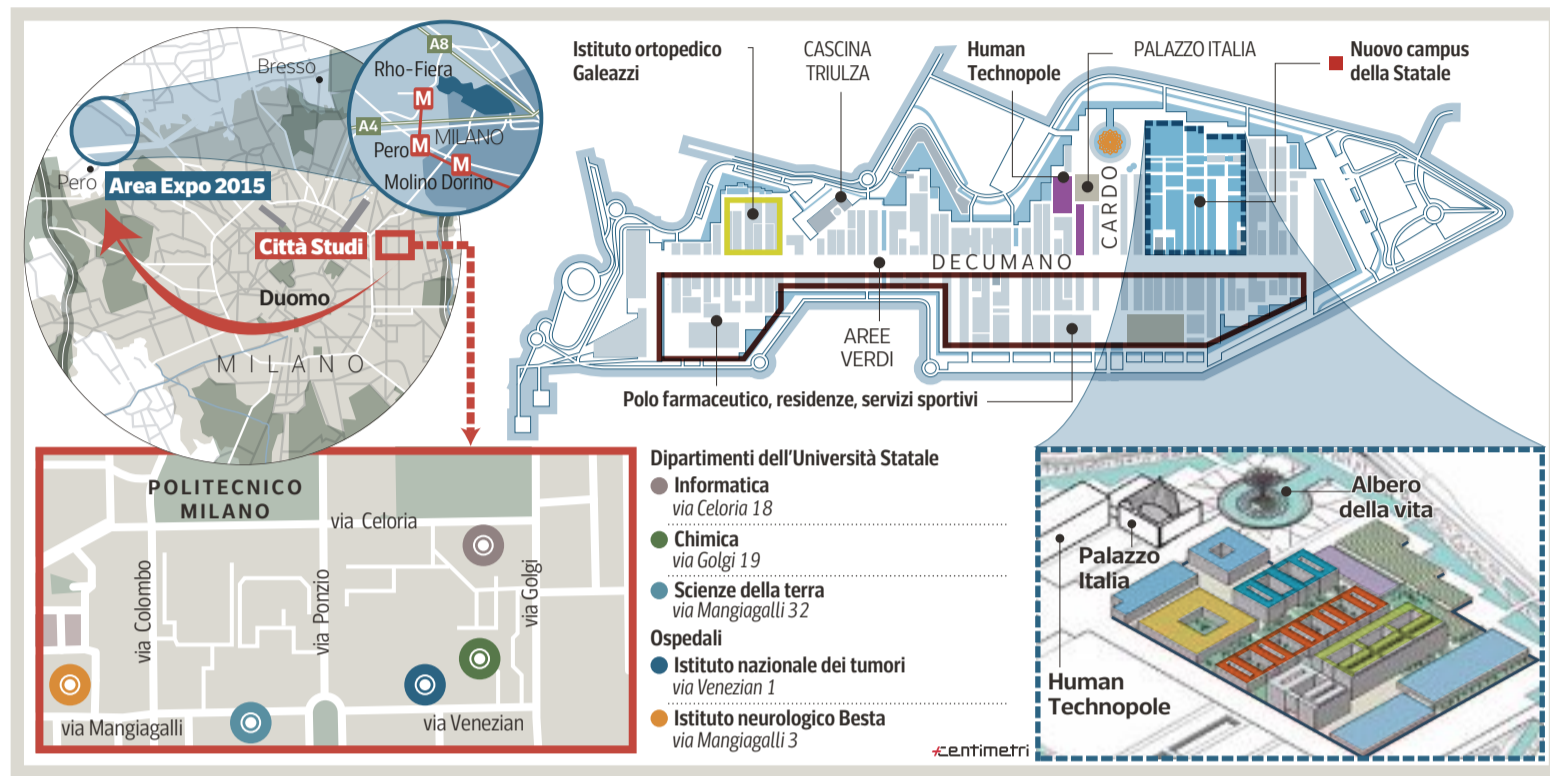 Bresso
Pero
Area Expo 2015
Città Studi
Duomo
MILANO
A8
Rho-Fiera
M
A4
MILANO
Pero
M
M
Molino Dorino
Istituto ortopedico
Galeazzi
CASCINA
TRIULZA
Human
Technopole
PALAZZO ITALIA
Nuovo campus
della Statale
CARDO
DECUMANO
AREE
VERDI
Polo farmaceutico, residenze, servizi sportivi
POLITECNICO
MILANO
via Celoria
via Colombo
via Ponzio
via Golgi
via Mangiagalli
via Venezian
Dipartimenti dell'Università Statale
Informatica
via Celoria 18
Chimica
via Golgi 19
Scienze della terra
via Mangiagalli 32
Ospedali
Istituto nazionale dei tumori
via Venezian 1
Istituto neurologico Besta
via Mangiagalli 3
centimetri
Albero
della vita
Palazzo
Italia
Human
Technopole